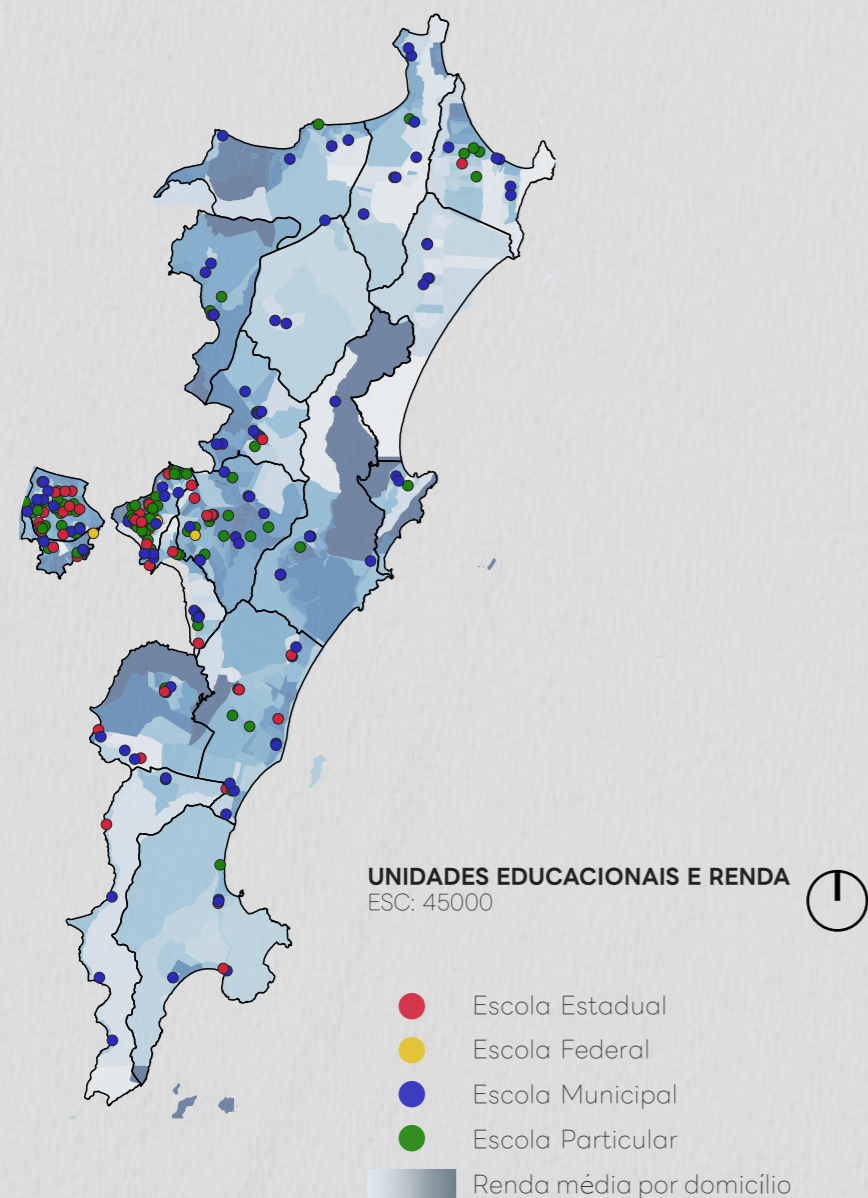 UNIDADES EDUCACIONAIS E RENDA
ESC: 45000
Escola Estadual
Escola Federal
Escola Municipal
Escola Particular
Renda média por domicílio